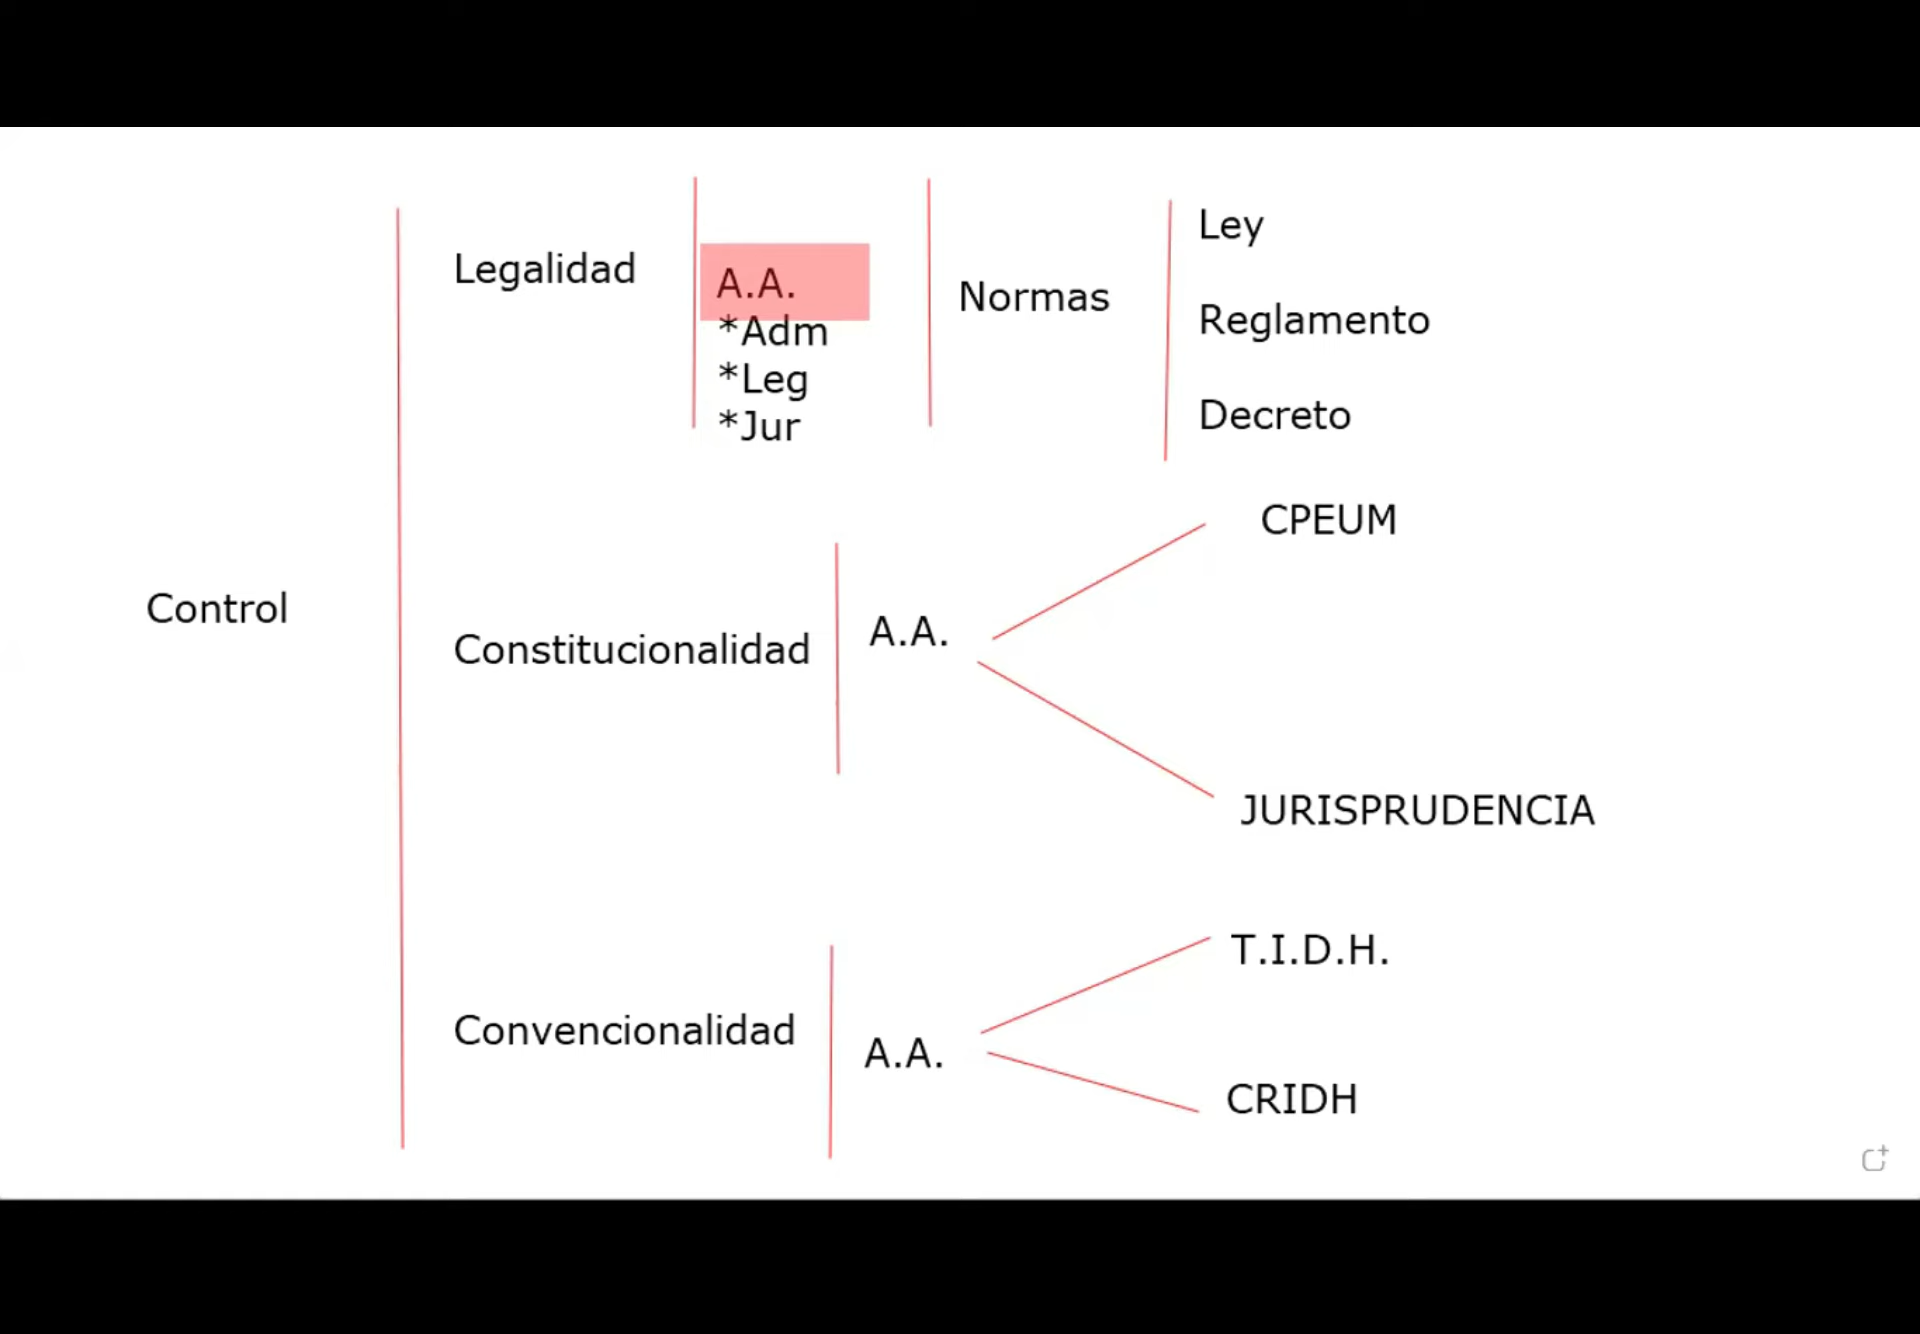 Control
Legalidad
A.A.
*Adm
*Leg
*Jur
Normas
Ley
Reglamento
Decreto
Constitucionalidad
A.A.
CPEUM
JURISPRUDENCIA
Convencionalidad
A.A.
T.I.D.H.
CRIDH